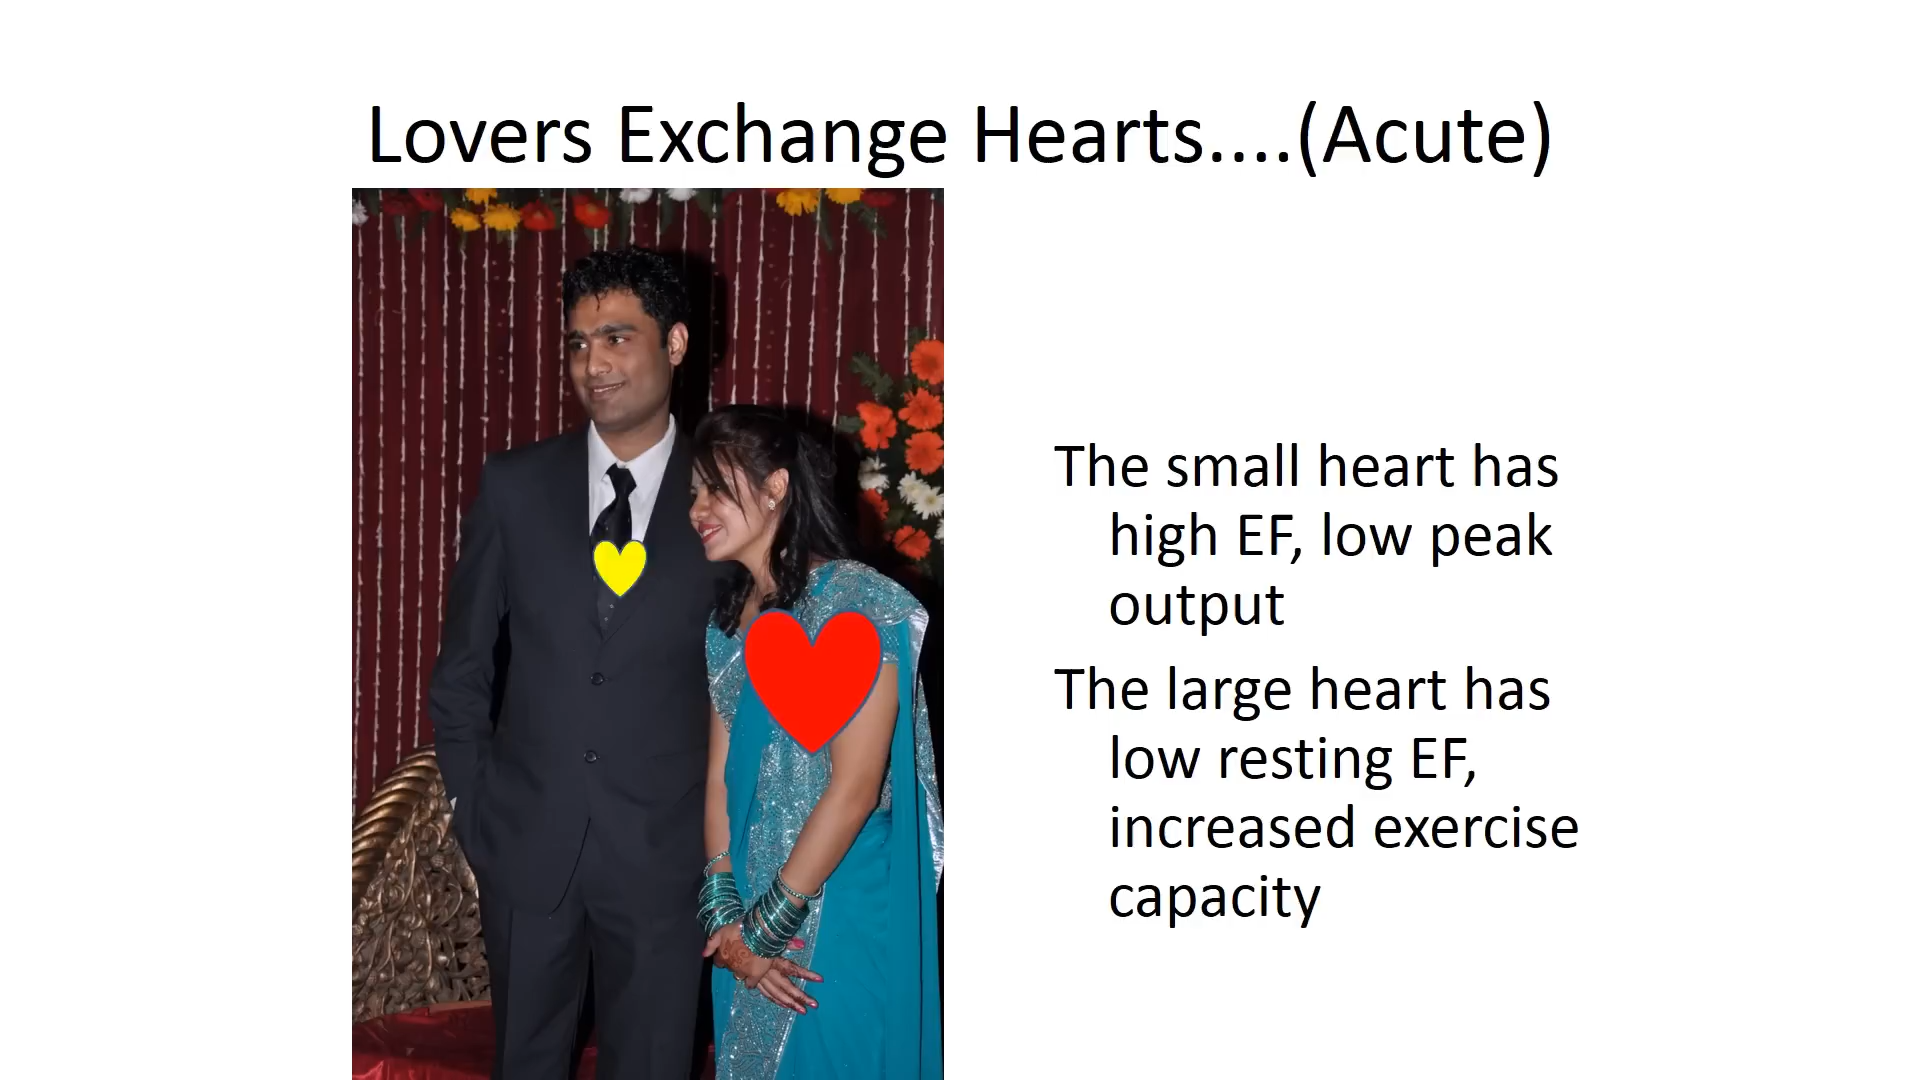 Lovers Exchange Hearts....(Acute)
The small heart has
high EF, low peak
output
The large heart has
low resting EF,
increased exercise
capacity